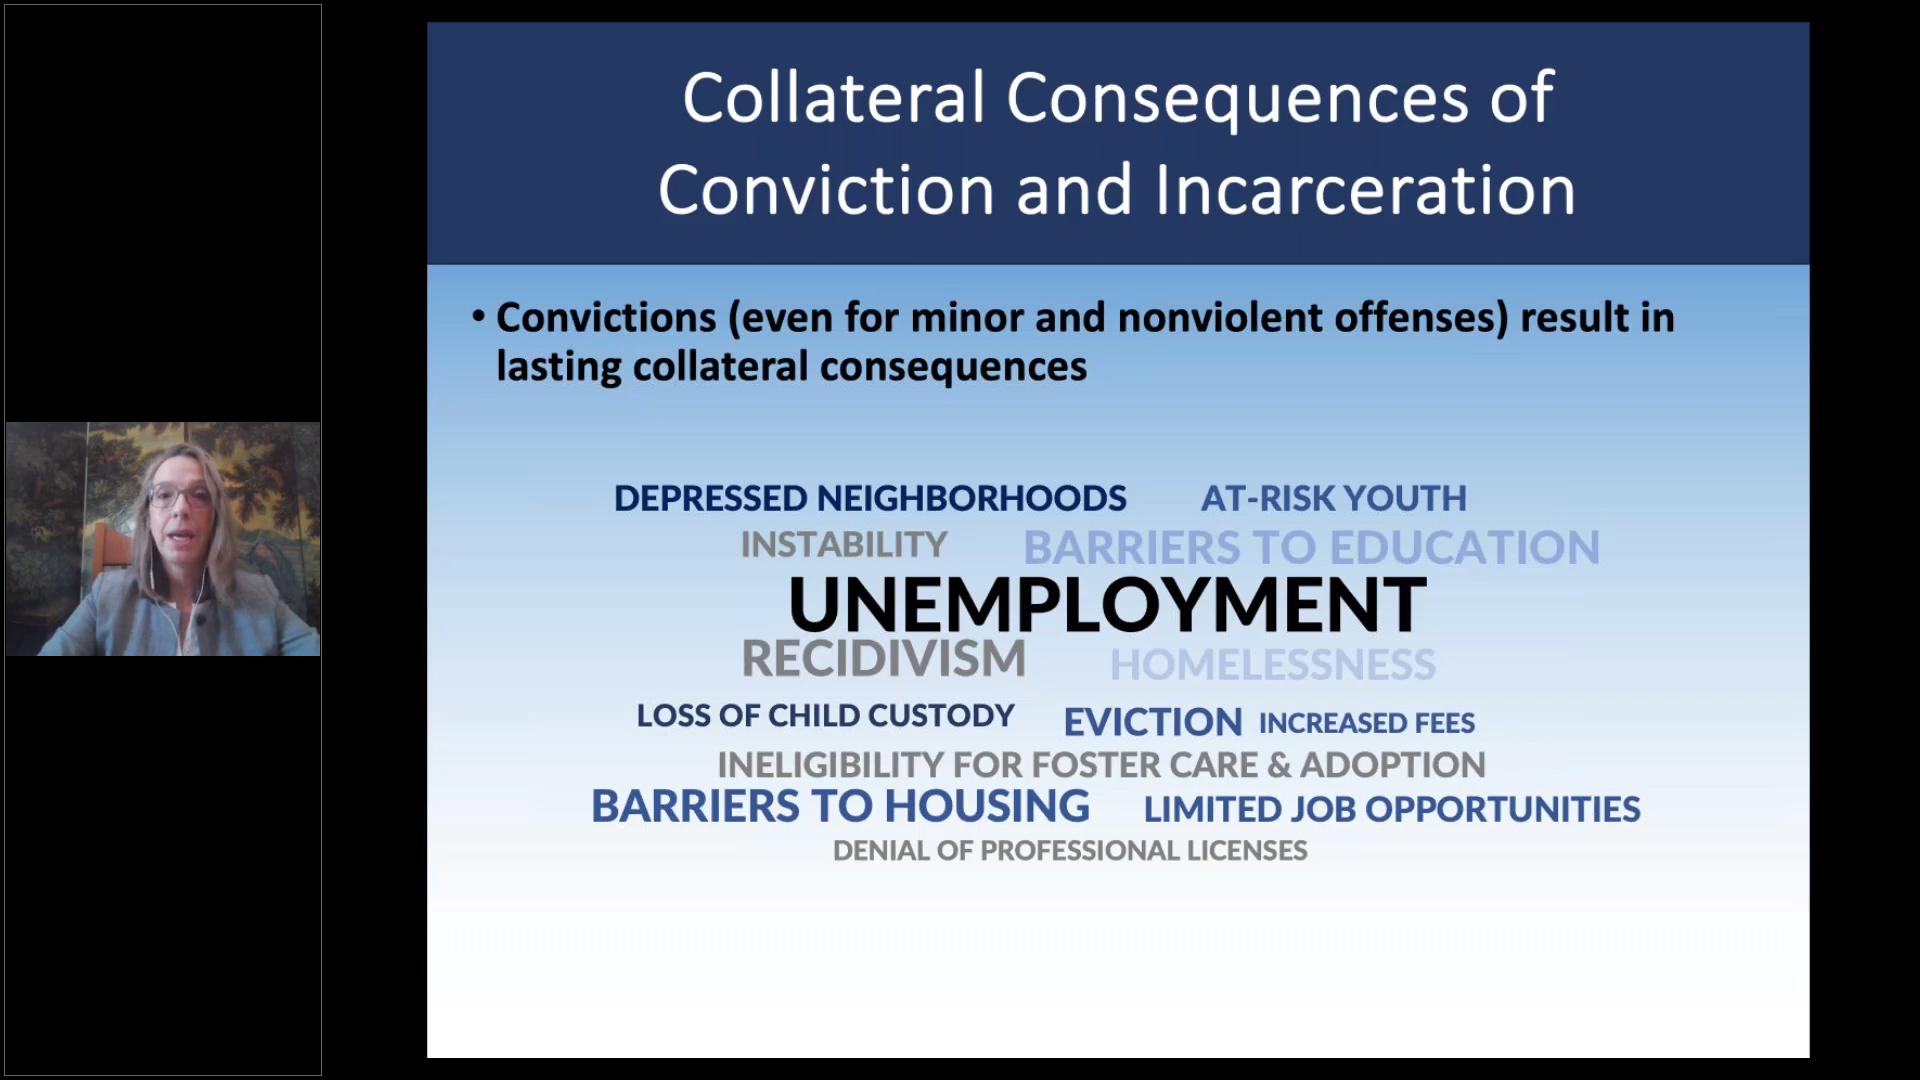 Collateral Consequences of
Conviction and Incarceration
• Convictions (even for minor and nonviolent offenses) result in
lasting collateral consequences
DEPRESSED NEIGHBORHOODS AT-RISK YOUTH
INSTABILITY BARRIERS TO EDUCATION
UNEMPLOYMENT
RECIDIVISM HOMELESSNESS
LOSS OF CHILD CUSTODY EVICTION INCREASED FEES
INELIGIBILITY FOR FOSTER CARE & ADOPTION
BARRIERS TO HOUSING LIMITED JOB OPPORTUNITIES
DENIAL OF PROFESSIONAL LICENSES